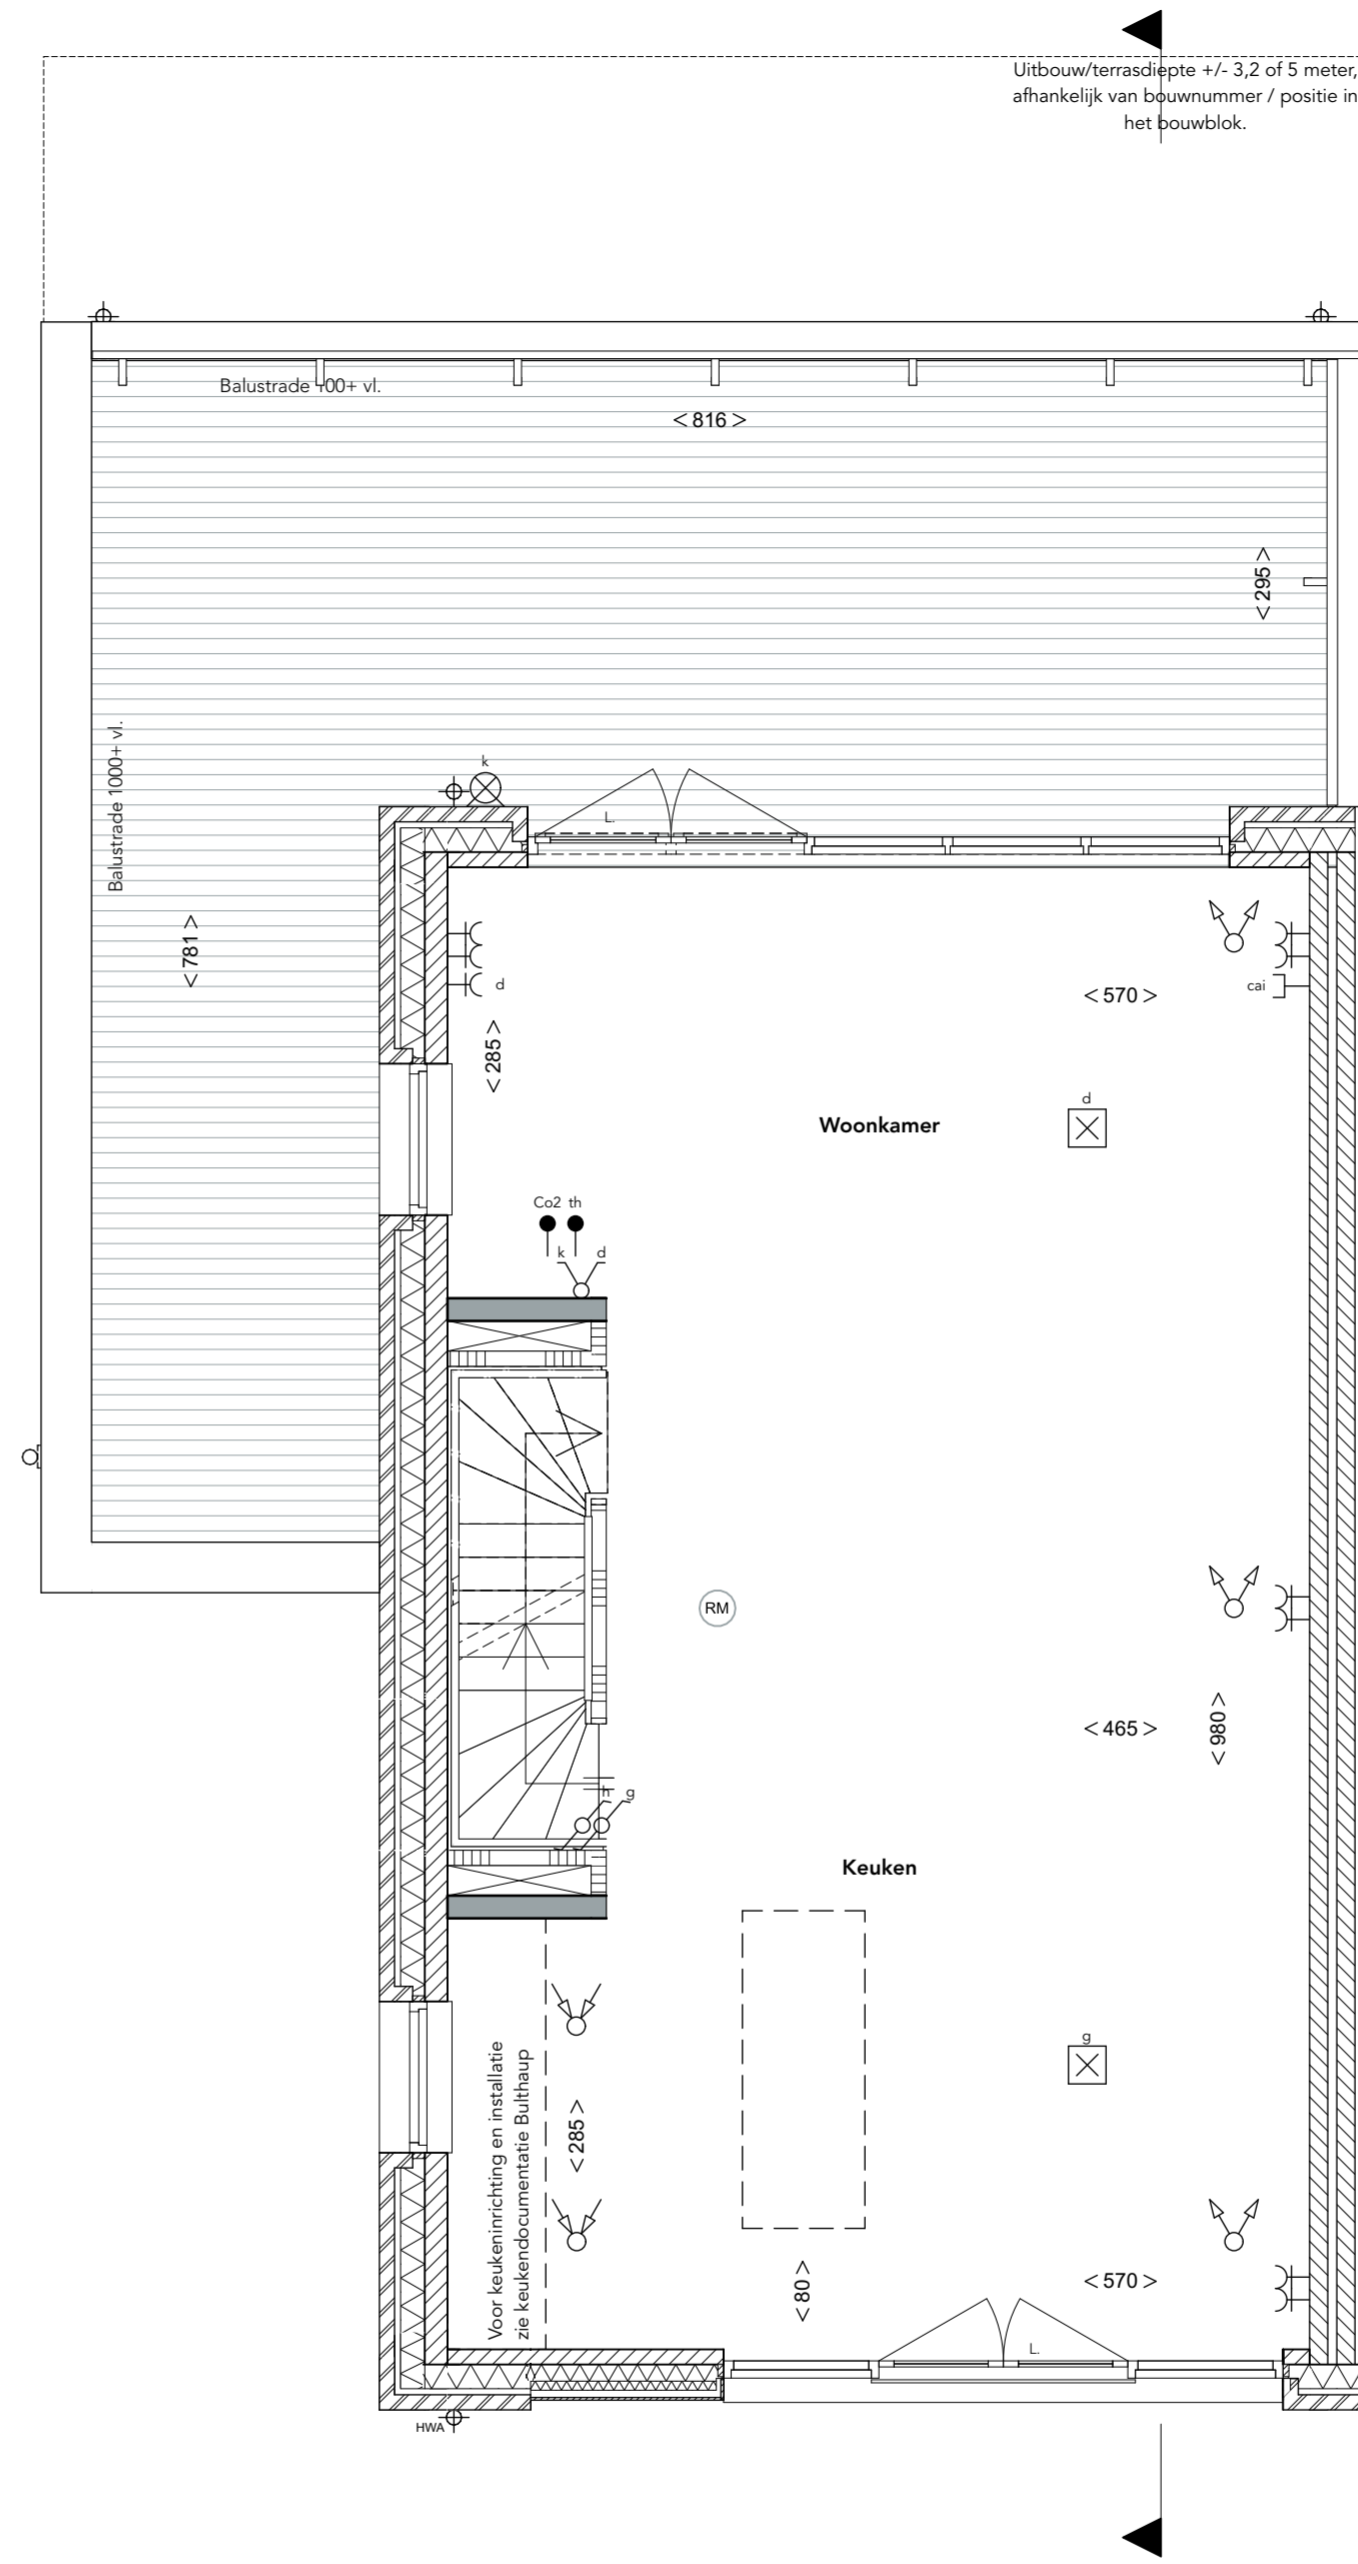 Uitbouw/terrasdiepte +/- 3,2 of 5 meter,
afhankelijk van bouwnummer / positie in
het bouwblok.
Balustrade 100+ vl.
<816>
<295>
Balustrade 1000+ vl.
k
L.
<781>
d
cai
<570>
<285>
d
Woonkamer
Co2 th
k d
RM
<465>
<980>
h g
Keuken
g
Voor keukeninrichting en installatie
zie keukendocumentatie Bulthaup
<285>
<80>
<570>
L.
HWA